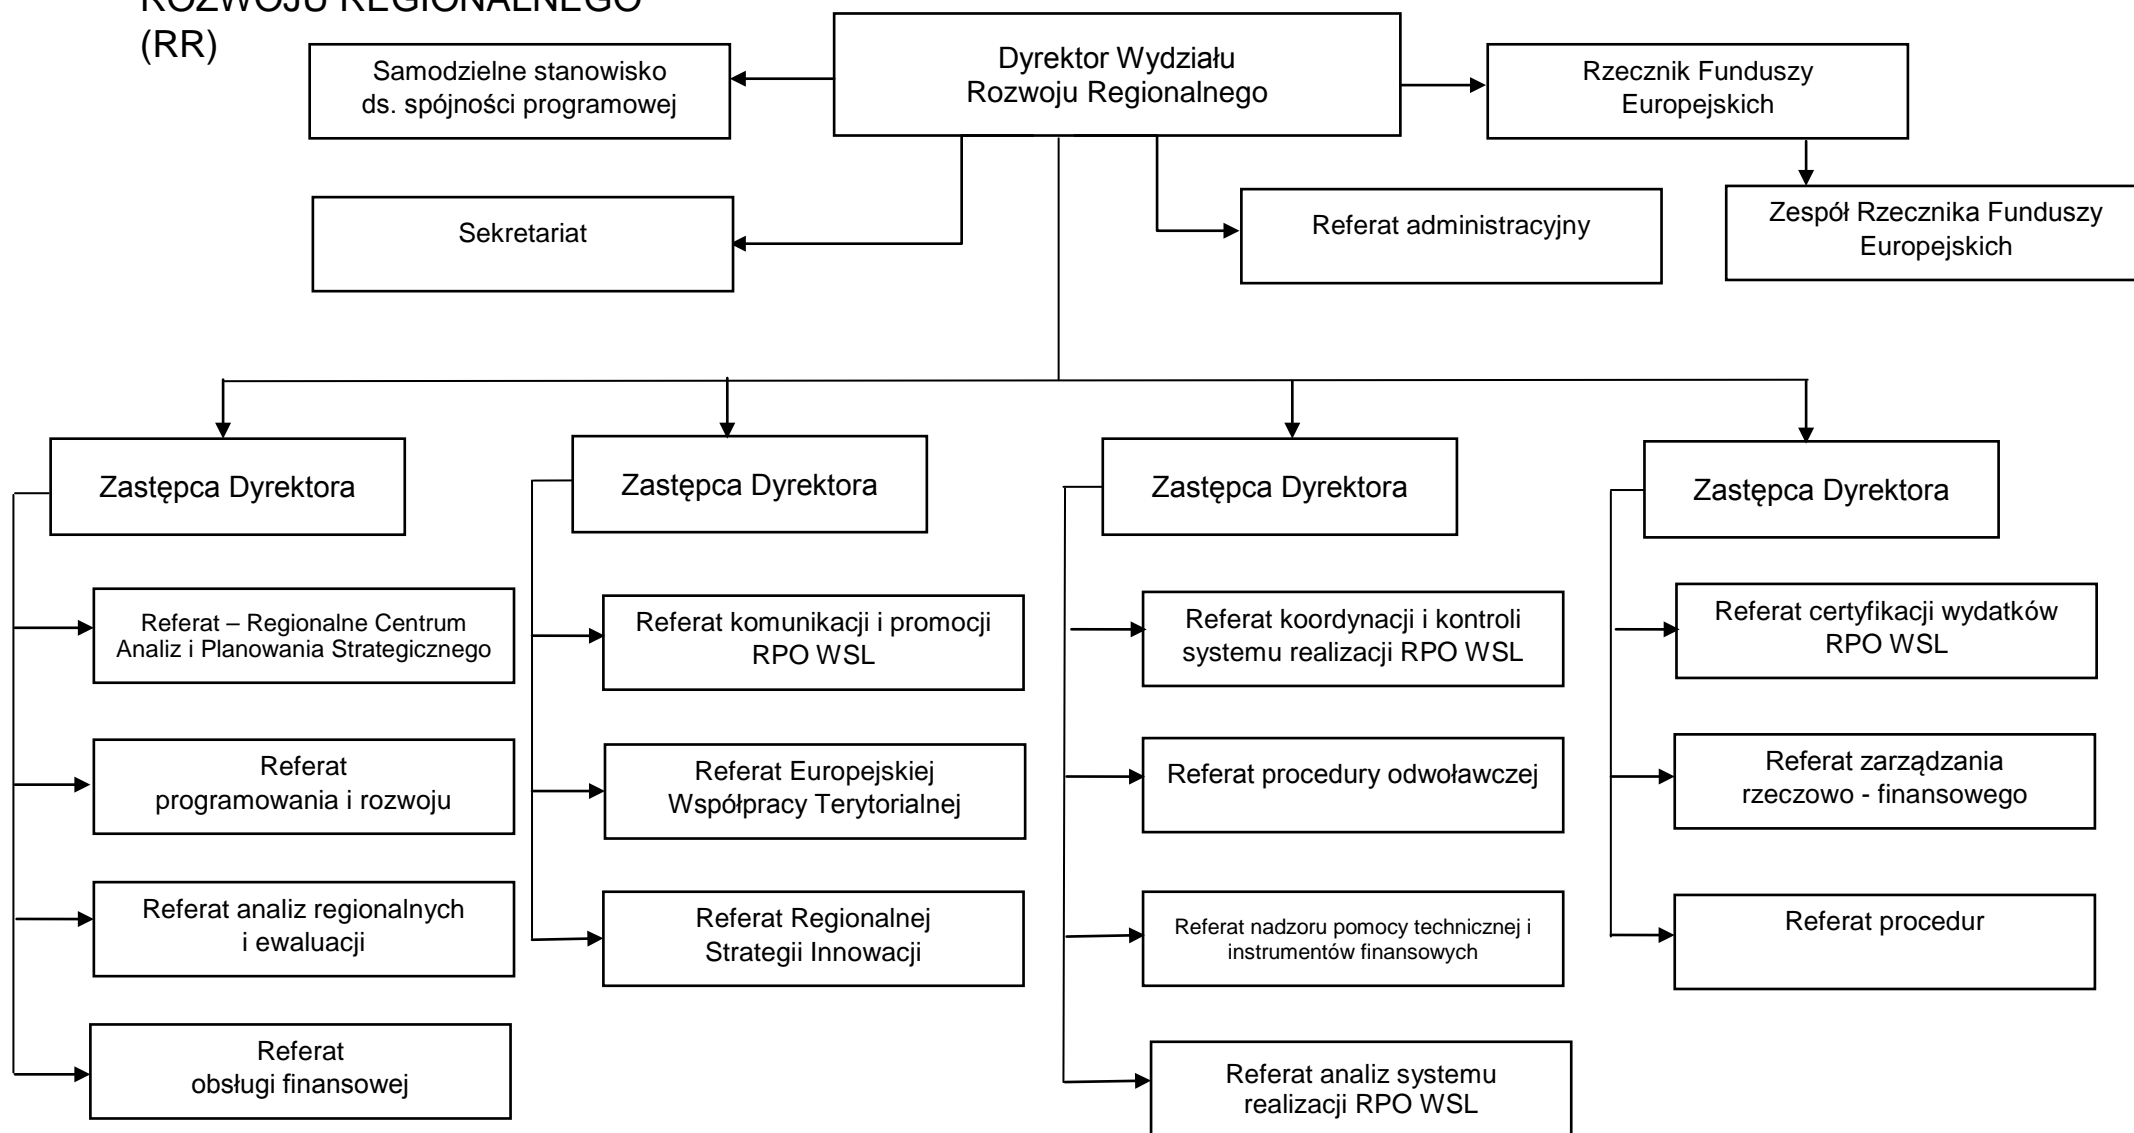 ROZWOJU REGIONALNEGO
(RR)
Samodzielne stanowisko
ds. spójności programowej
Dyrektor Wydziału
Rozwoju Regionalnego
Rzecznik Funduszy
Europejskich
Sekretariat
Referat administracyjny
Zespół Rzecznika Funduszy
Europejskich
Zastępca Dyrektora
Zastępca Dyrektora
Zastępca Dyrektora
Zastępca Dyrektora
Referat – Regionalne Centrum
Analiz i Planowania Strategicznego
Referat
programowania i rozwoju
Referat analiz regionalnych
i ewaluacji
Referat
obsługi finansowej
Referat komunikacji i promocji
RPO WSL
Referat Europejskiej
Współpracy Terytorialnej
Referat Regionalnej
Strategii Innowacji
Referat koordynacji i kontroli
systemu realizacji RPO WSL
Referat procedury odwoławczej
Referat nadzoru pomocy technicznej i
instrumentów finansowych
Referat analiz systemu
realizacji RPO WSL
Referat certyfikacji wydatków
RPO WSL
Referat zarządzania
rzeczowo - finansowego
Referat procedur